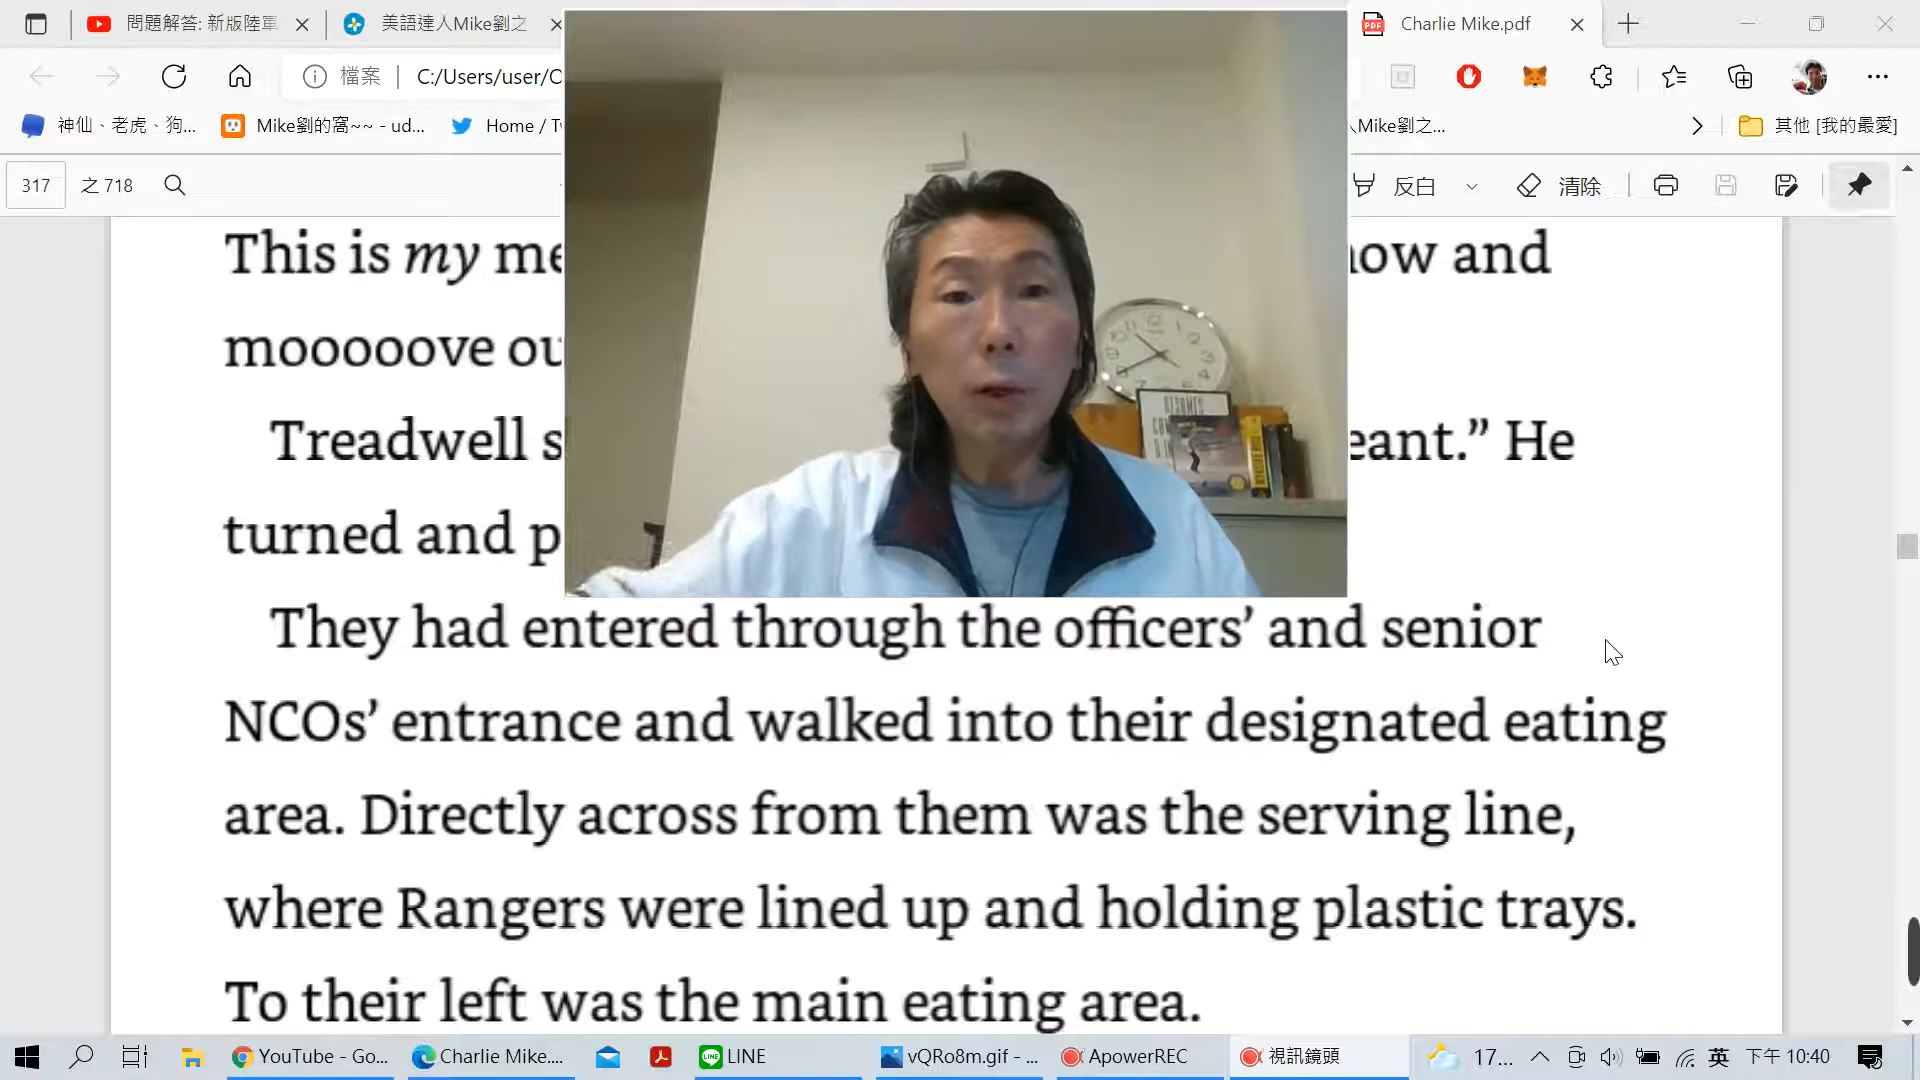 問題解答: 新版陸軍
美語達人Mike劉之
Charlie Mike.pdf
檔案
C:/Users/user/O
神仙、老虎、狗...
Mike劉的窩~~ - ud...
Home / Tw
Mike劉之...
其他 [我的最愛]
317
之 718
反白
清除
This is my me
now and
mooooove ou
Treadwell s
eant.” He
turned and p
They had entered through the officers’ and senior
NCOs’ entrance and walked into their designated eating
area. Directly across from them was the serving line,
where Rangers were lined up and holding plastic trays.
To their left was the main eating area.
YouTube - Go...
Charlie Mike....
LINE
vQRo8m.gif - ...
ApowerREC
視訊鏡頭
17...
英
下午 10:40